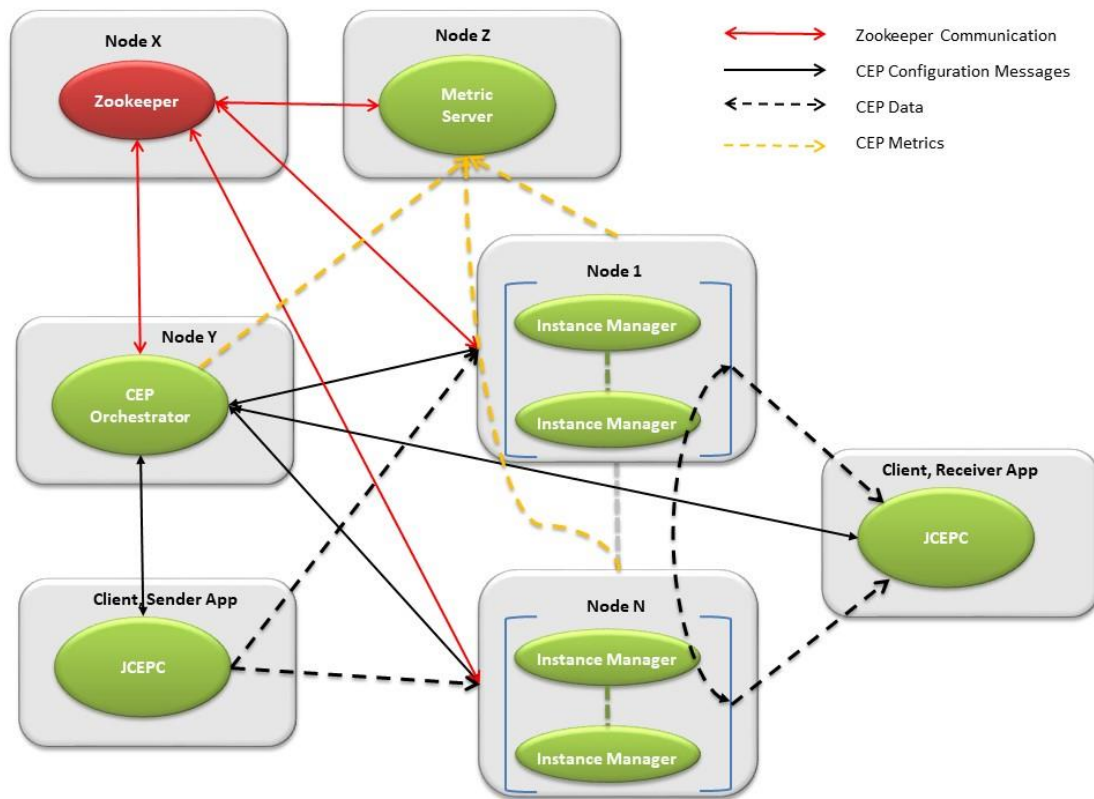 Node X
Zookeeper
Node Z
Metric
Server
Zookeeper Communication
CEP Configuration Messages
CEP Data
CEP Metrics
Node 1
Instance Manager
Instance Manager
Node Y
CEP
Orchestrator
Client, Receiver App
JCEPC
Client, Sender App
JCEPC
Node N
Instance Manager
Instance Manager